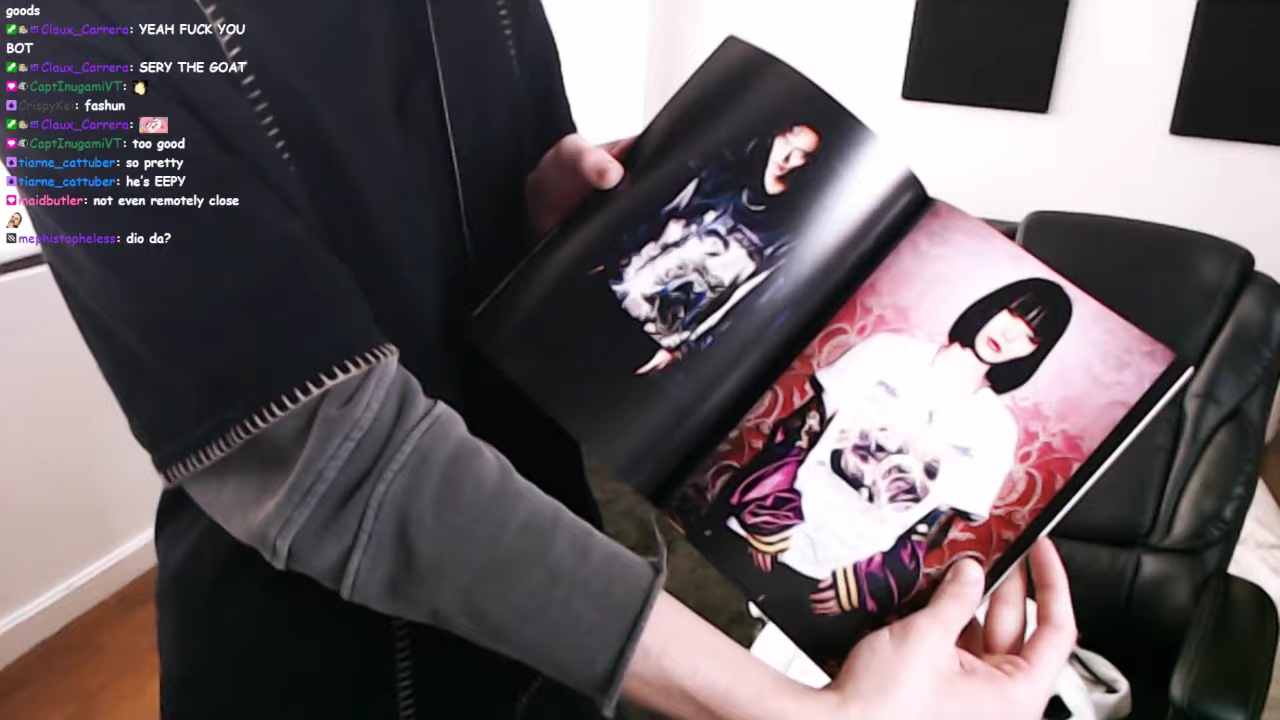 goods
Claux_Carrera: YEAH FUCK YOU
BOT
Claux_Carrera: SERY THE GOAT
CaptInugamiVT:
CrispyKei: fashun
Claux_Carrera:
CaptInugamiVT: too good
tiarne_cattuber: so pretty
tiarne_cattuber: he's EEPY
maidbutler: not even remotely close
mephistopheless: dio da?